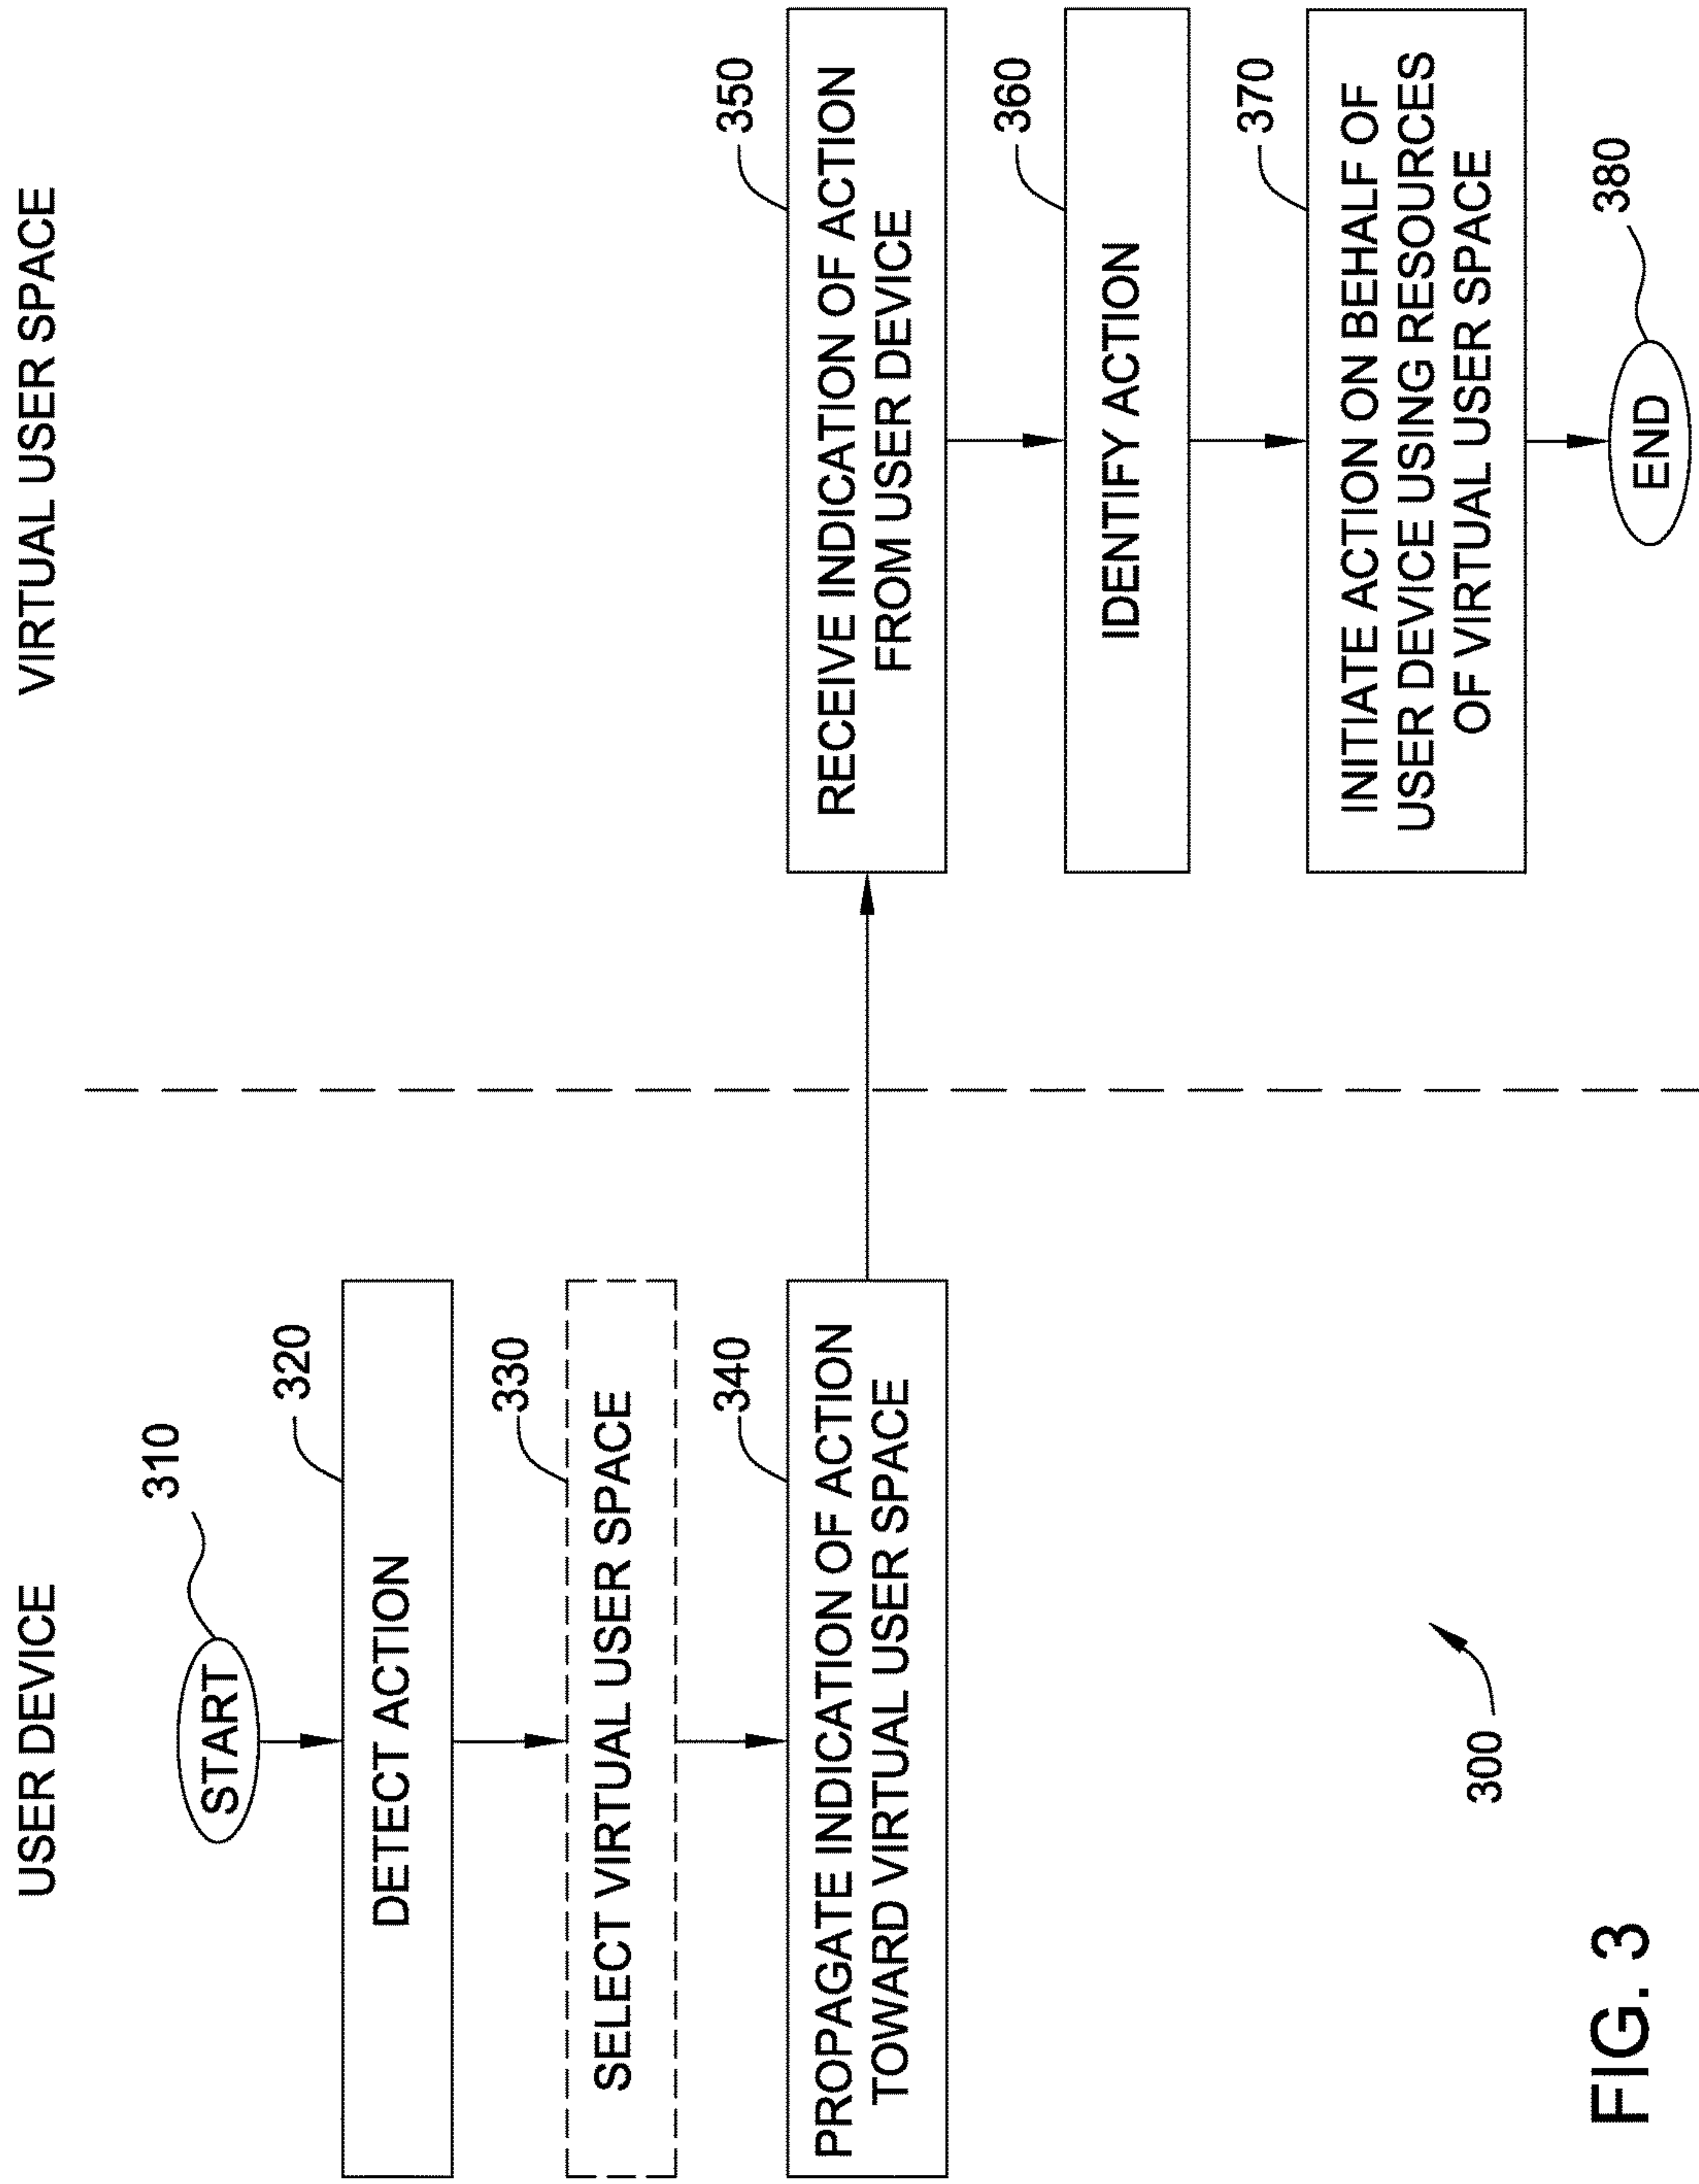 USER DEVICE
VIRTUAL USER SPACE
310
START
320
DETECT ACTION
330
SELECT VIRTUAL USER SPACE
340
PROPAGATE INDICATION OF ACTION
TOWARD VIRTUAL USER SPACE
350
RECEIVE INDICATION OF ACTION
FROM USER DEVICE
360
IDENTIFY ACTION
370
INITIATE ACTION ON BEHALF OF
USER DEVICE USING RESOURCES
OF VIRTUAL USER SPACE
380
END
300
FIG. 3